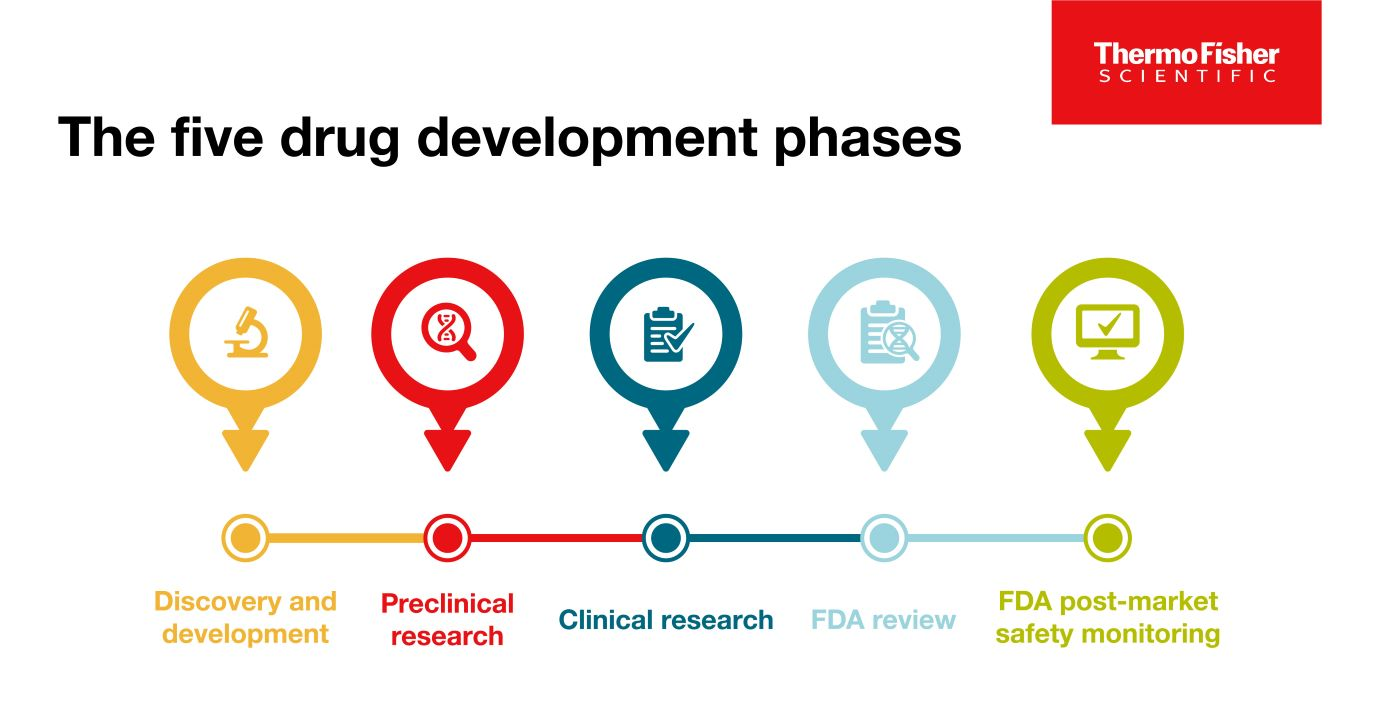 ThermoFisher
SCIENTIFIC
The five drug development phases
Discovery and
development
Preclinical
research
Clinical research
FDA review
FDA post-market
safety monitoring